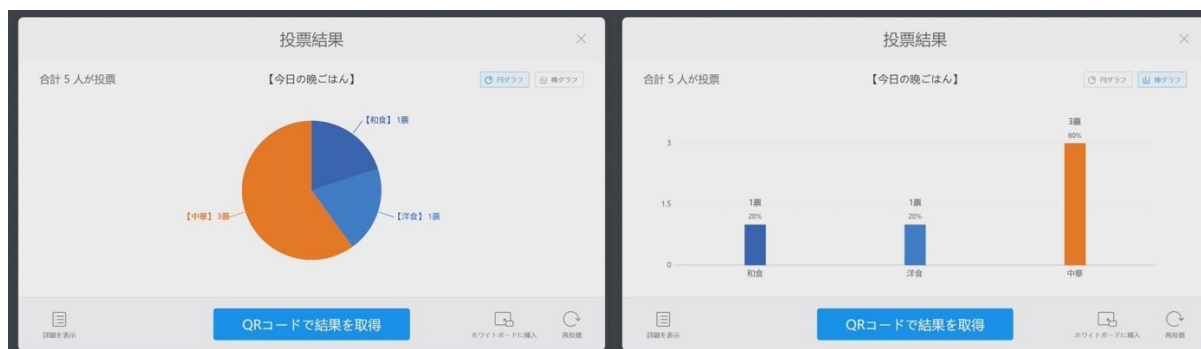 投票結果
合計 5 人が投票
【今日の晩ごはん】
円グラフ
棒グラフ
【和食】1票
【中華】3票
【洋食】1票
詳細を表示
QRコードで結果を取得
ホワイトボードに挿入
再投票
投票結果
合計 5 人が投票
【今日の晩ごはん】
円グラフ
棒グラフ
3票
60%
3
1.5
1票
20%
1票
20%
0
和食
洋食
中華
詳細を表示
QRコードで結果を取得
ホワイトボードに挿入
再投票